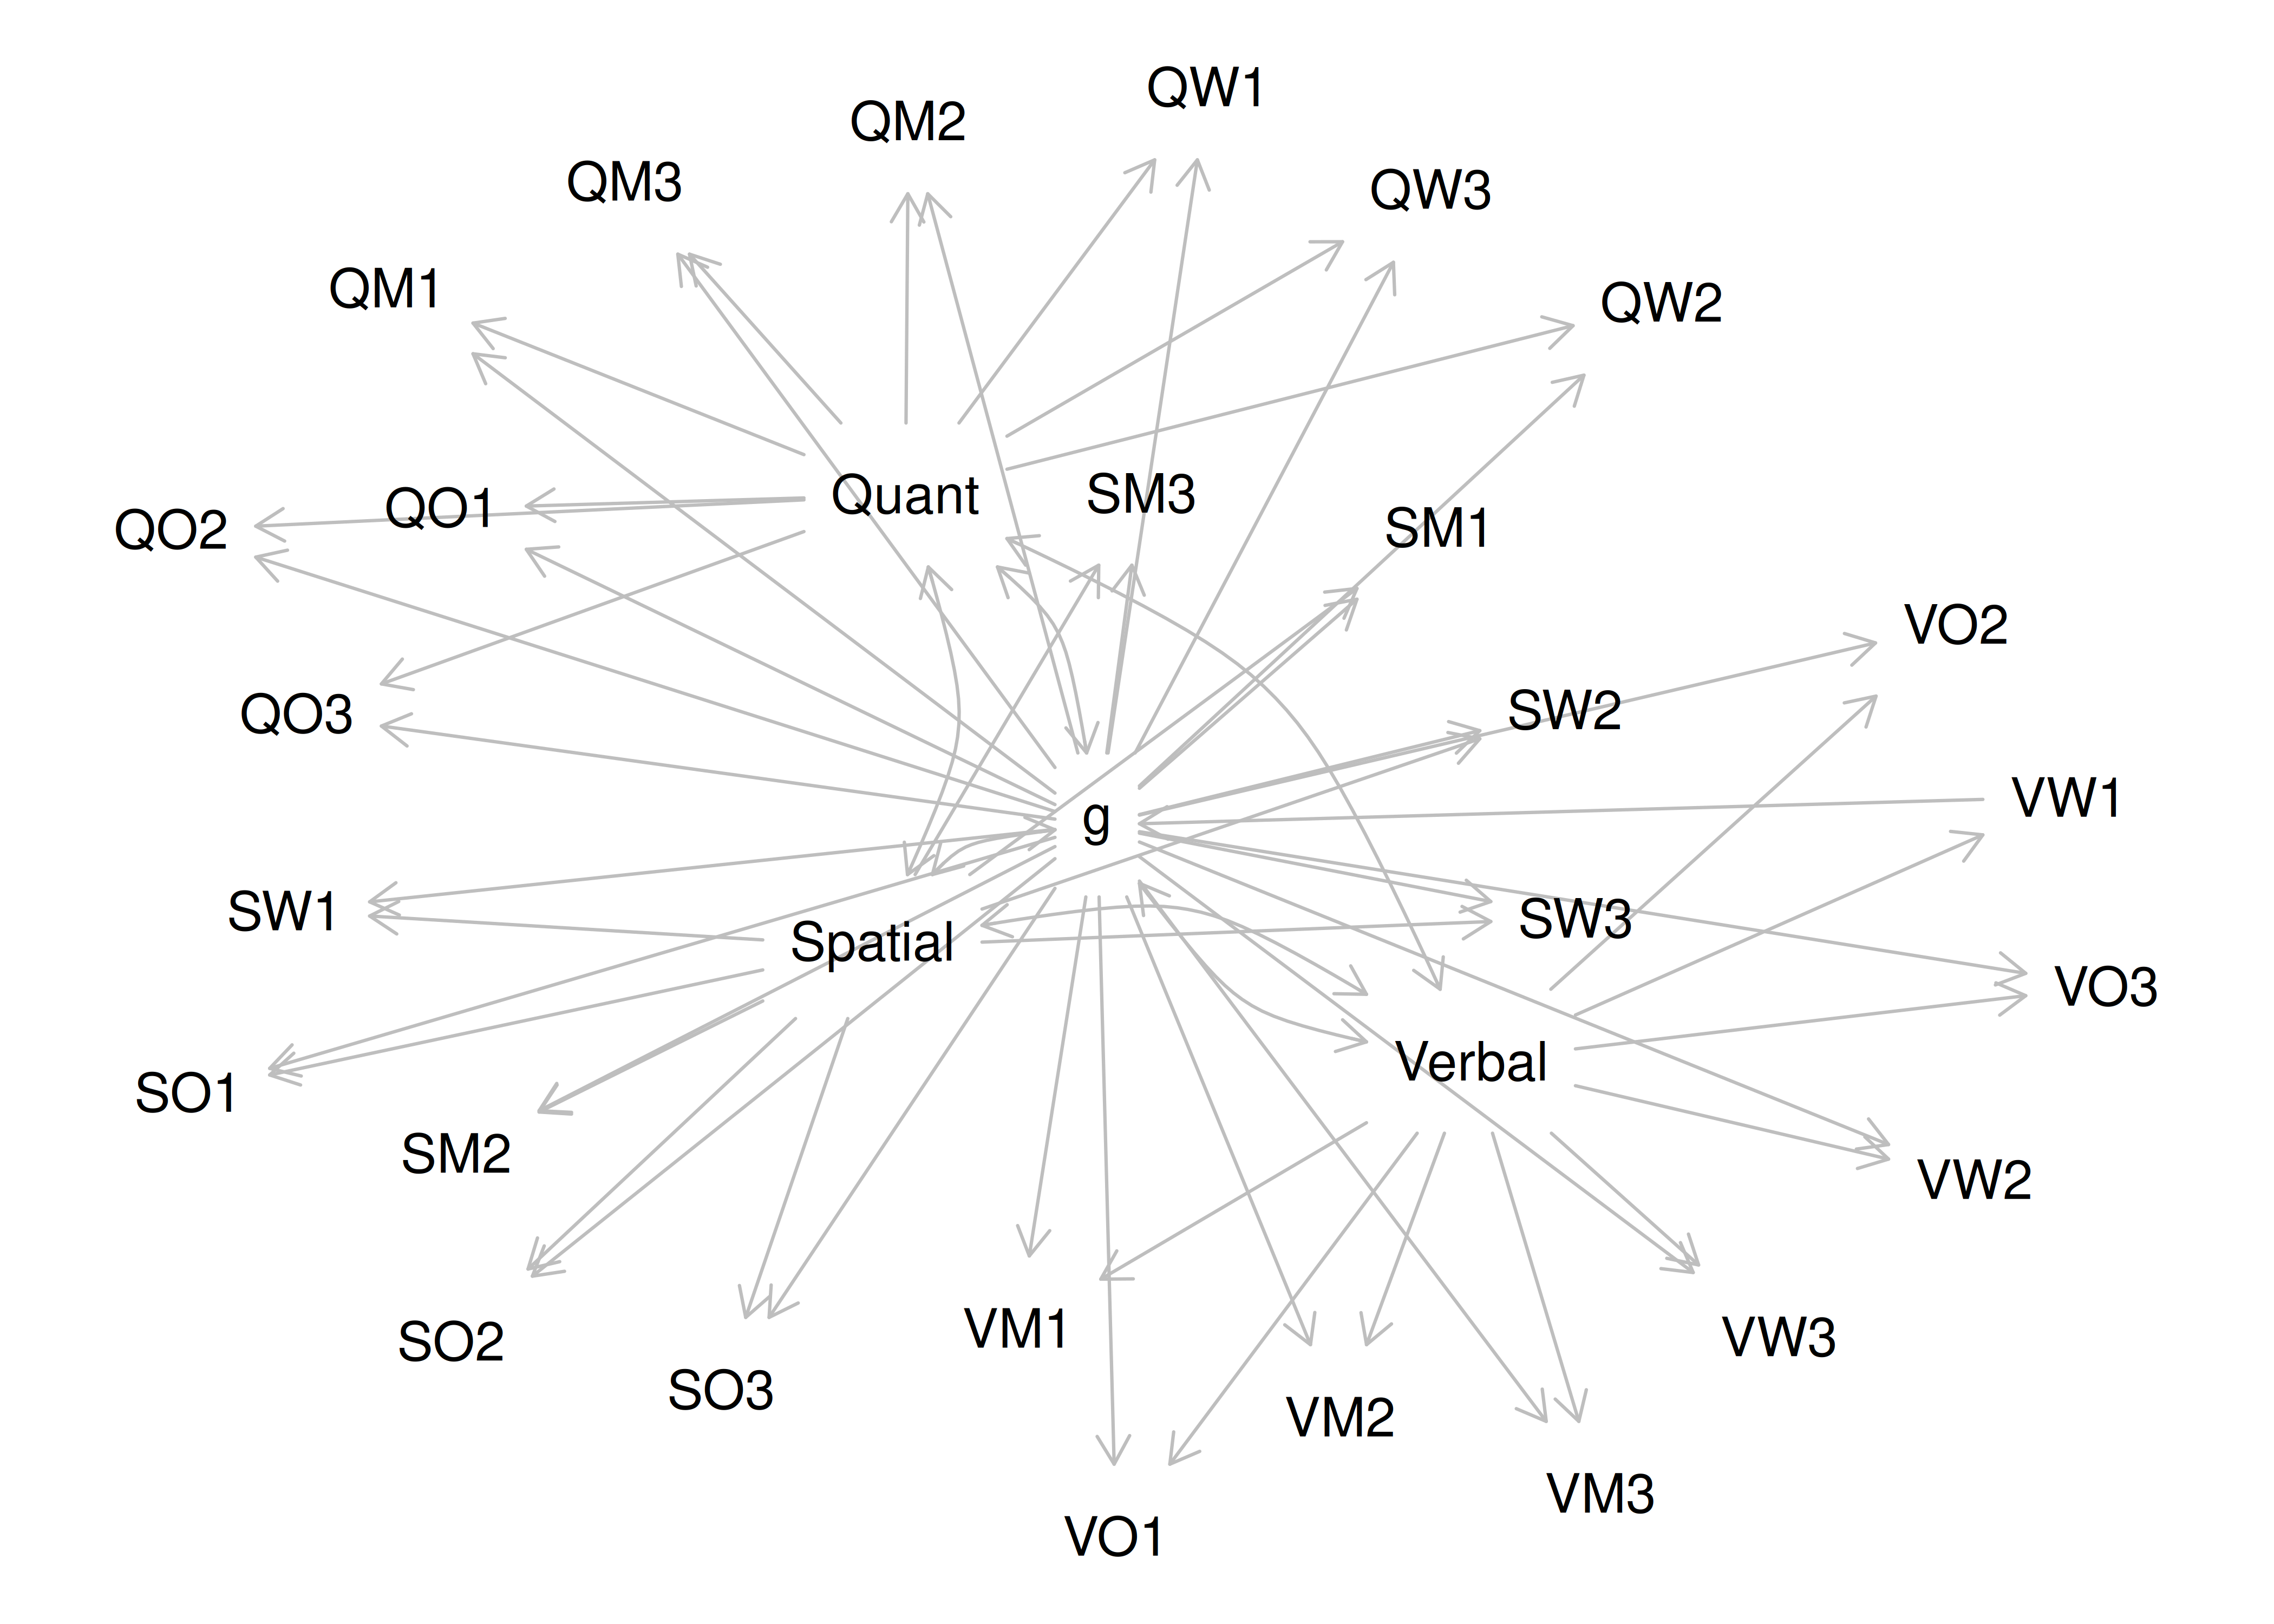 QW1
QM2
QM3
QW3
QM1
QW2
Quant
SM3
QO1
QO2
SM1
VO2
SW2
QO3
VW1
g
SW1
SW3
Spatial
VO3
Verbal
SO1
SM2
VW2
VM1
VW3
SO2
SO3
VM2
VM3
VO1